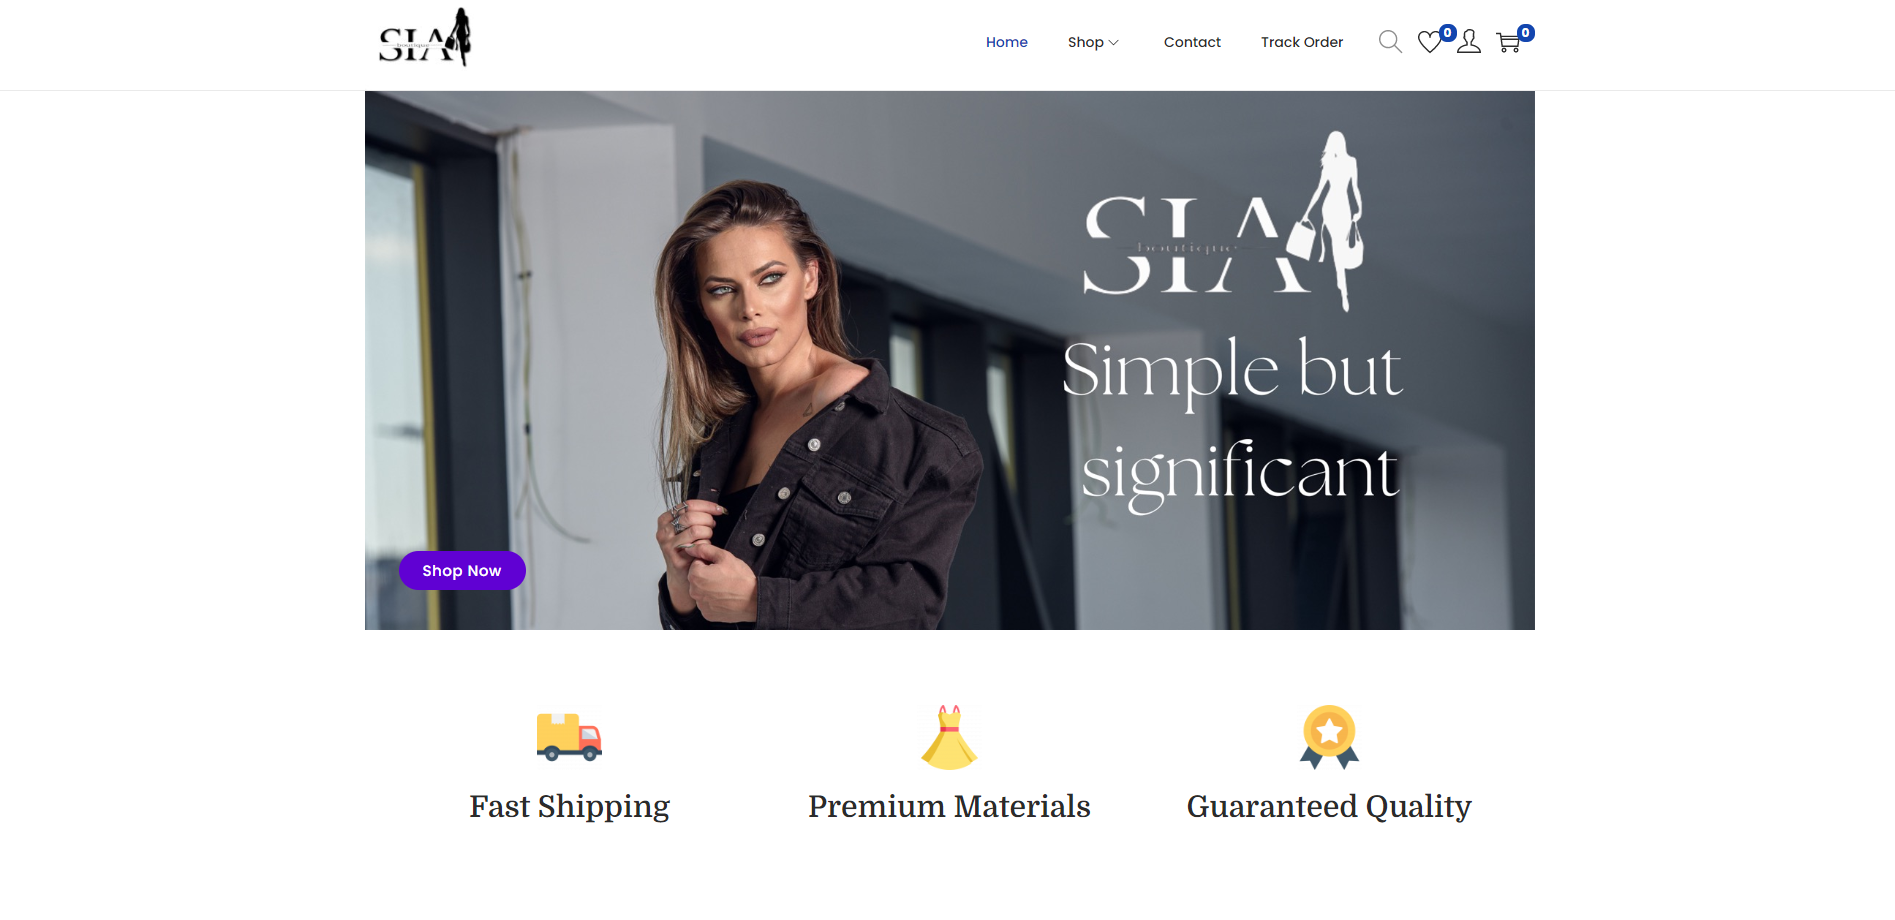 SIA
boutique
Home
Shop
Contact
Track Order
0
0
SIA
boutique
Simple but
significant
Shop Now
Fast Shipping
Premium Materials
Guaranteed Quality